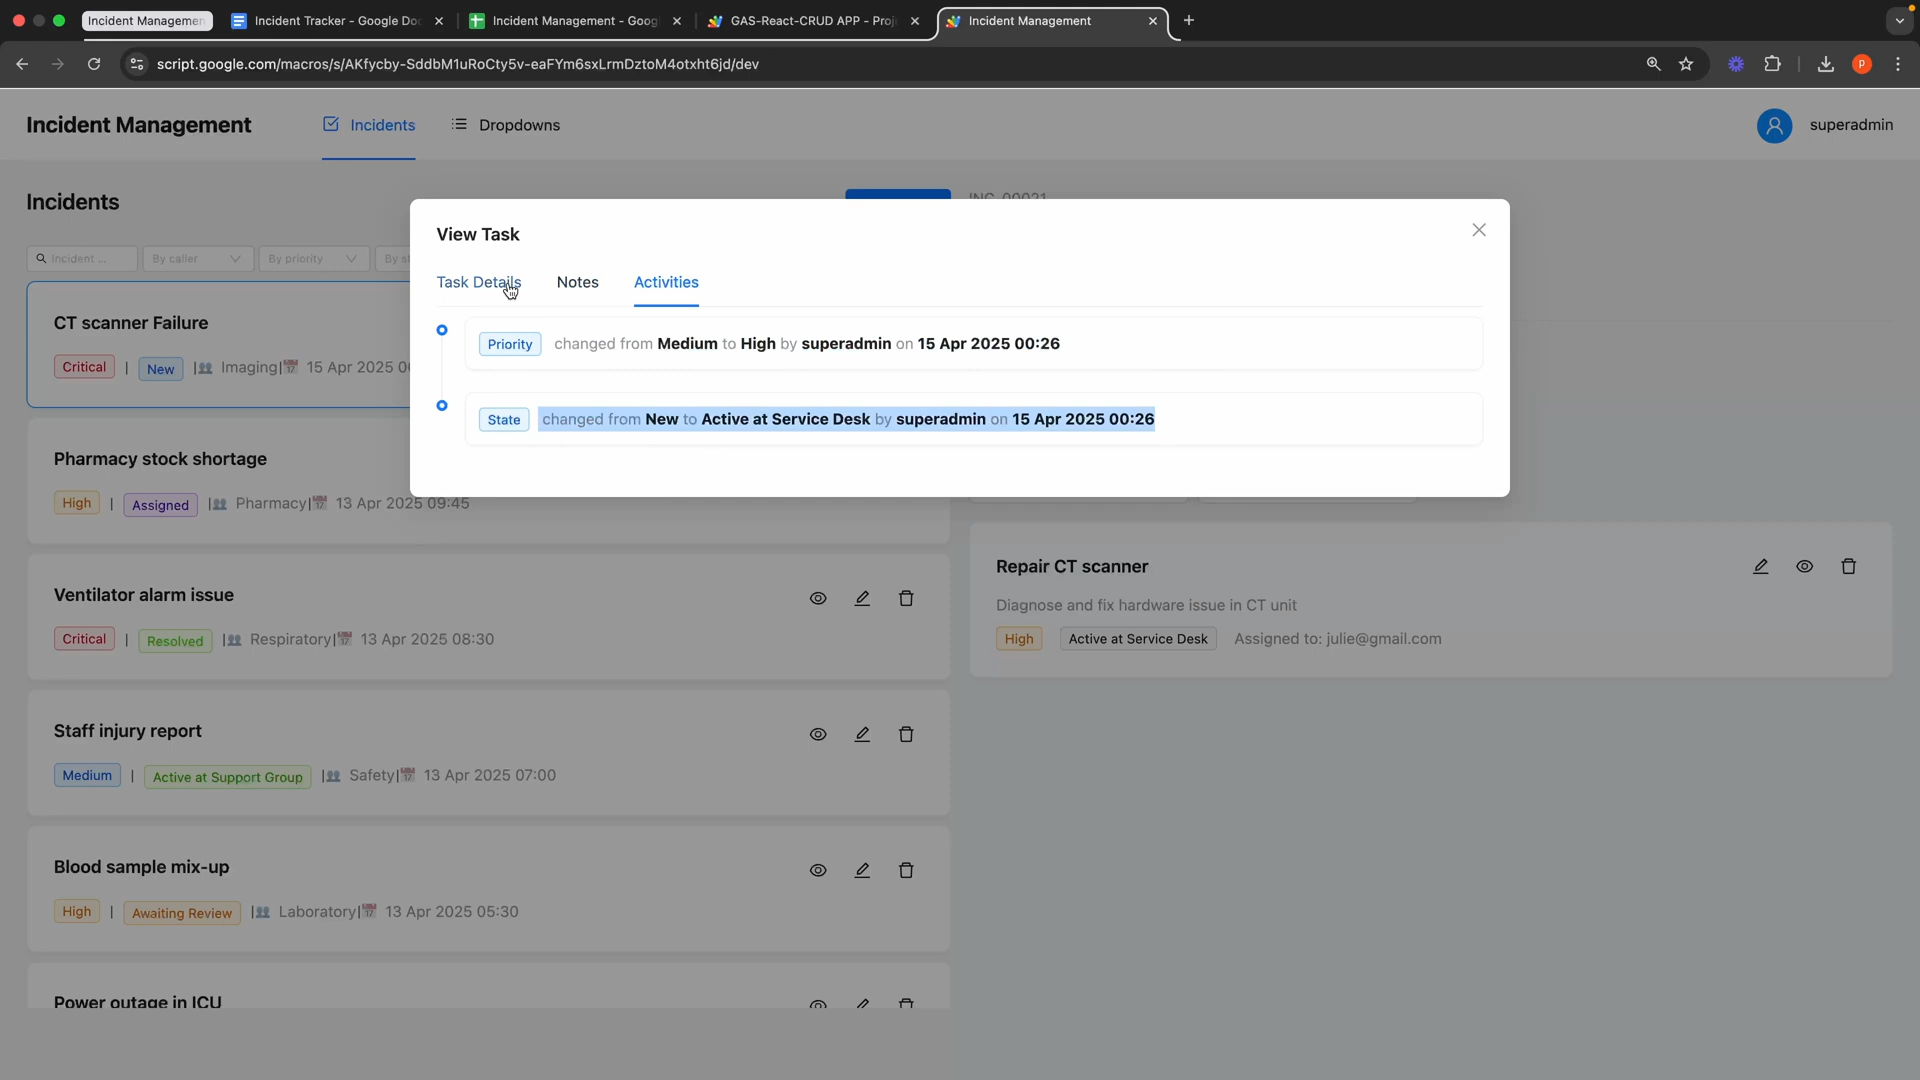 Incident Managemen
Incident Tracker - Google Do
Incident Management - Goog
GAS-React-CRUD APP - Proj
Incident Management
script.google.com/macros/s/AKfycby-SddbM1uRoCty5v-eaFYm6sxLrmDztoM4otxht6jd/dev
p
Incident Management
Incidents
Dropdowns
superadmin
Incidents
INC-00021
Incident ...
By caller
By priority
By st
View Task
Task Details
Notes
Activities
Priority changed from Medium to High by superadmin on 15 Apr 2025 00:26
State changed from New to Active at Service Desk by superadmin on 15 Apr 2025 00:26
CT scanner Failure
Critical | New | Imaging| 15 Apr 2025 0
Pharmacy stock shortage
High | Assigned | Pharmacy| 13 Apr 2025 09:45
Ventilator alarm issue
Critical | Resolved | Respiratory| 13 Apr 2025 08:30
Staff injury report
Medium | Active at Support Group | Safety| 13 Apr 2025 07:00
Blood sample mix-up
High | Awaiting Review | Laboratory| 13 Apr 2025 05:30
Power outage in ICU
Repair CT scanner
Diagnose and fix hardware issue in CT unit
High Active at Service Desk Assigned to: julie@gmail.com